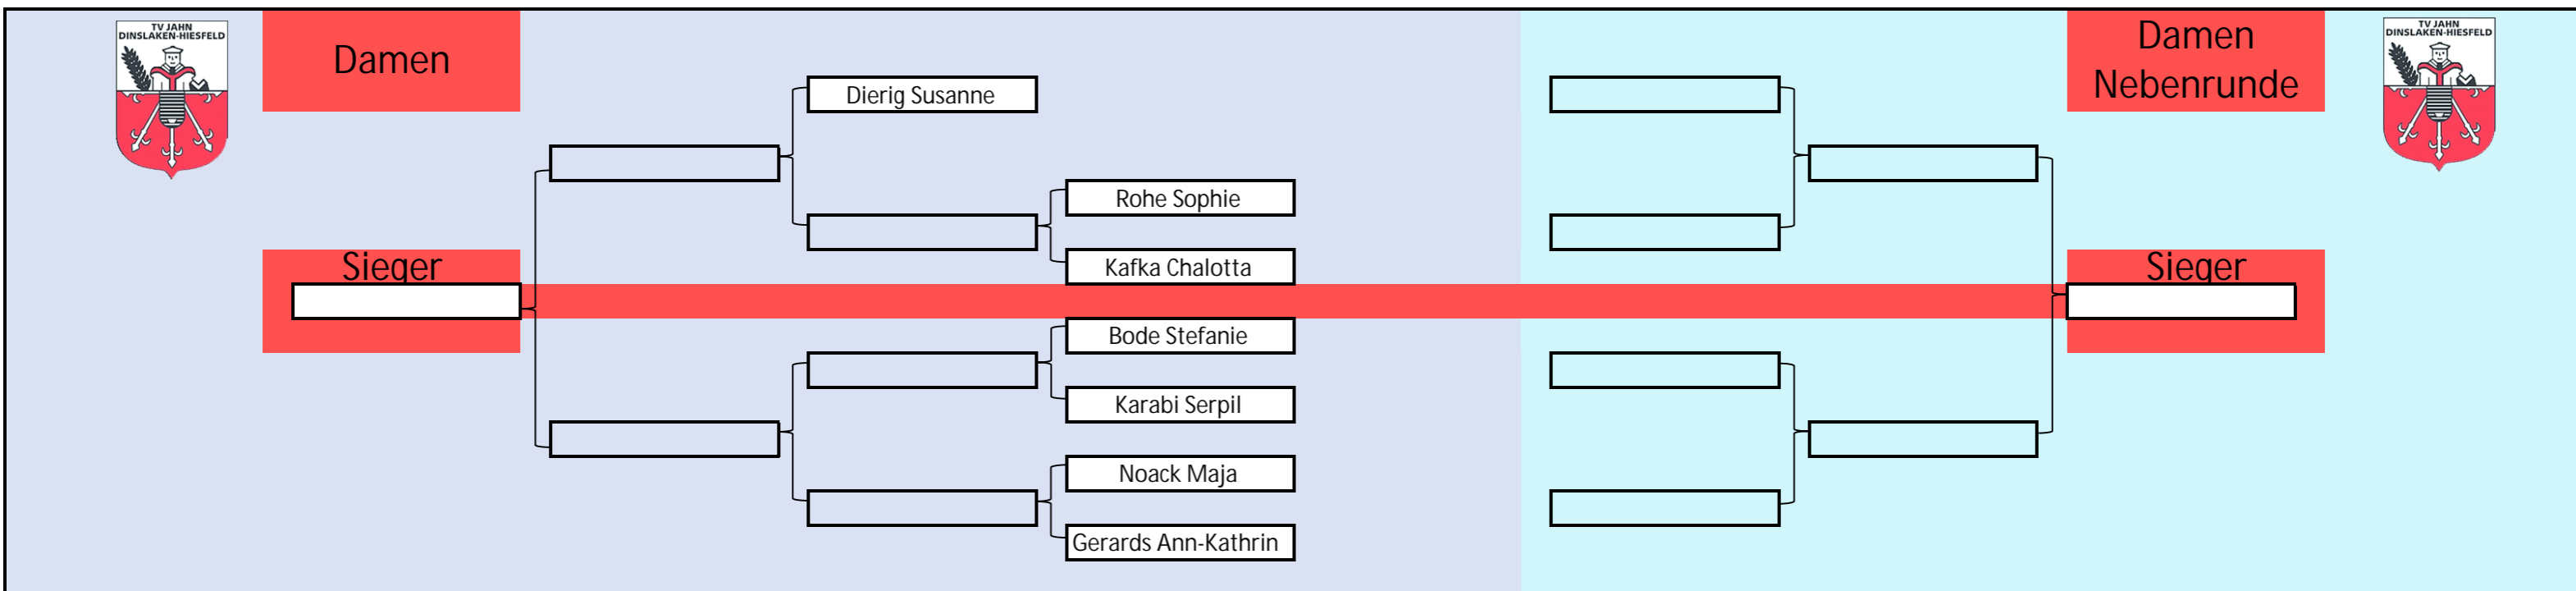 TV JAHN
DINSLAKEN-HIESFELD
Damen
Dierig Susanne
Rohe Sophie
Kafka Chalotta
Sieger
Bode Stefanie
Karabi Serpil
Noack Maja
Gerards Ann-Kathrin
Damen
Nebenrunde
TV JAHN
DINSLAKEN-HIESFELD
Sieger